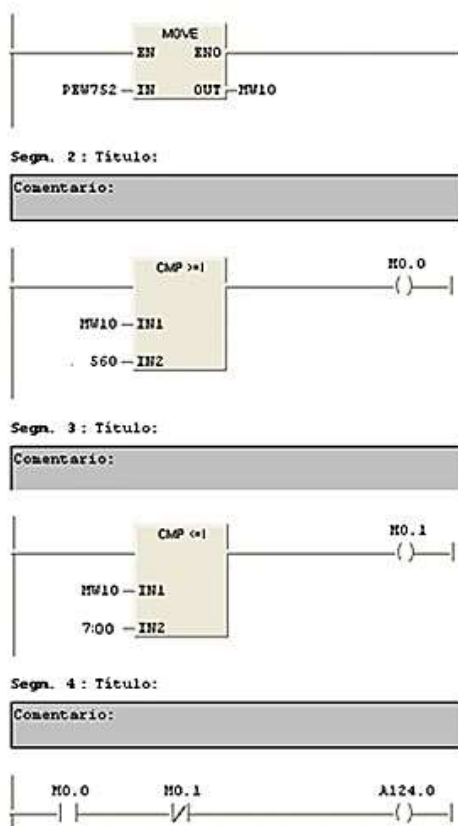 MOVE
EN ENO
PEW752 IN OUT MW10
Segm. 2 : Título:
Comentario:
CMP >=I M0.0
MW10 IN1
560 IN2
Segm. 3 : Título:
Comentario:
CMP <=I M0.1
MW10 IN1
7:00 IN2
Segm. 4 : Título:
Comentario:
M0.0 M0.1 A124.0